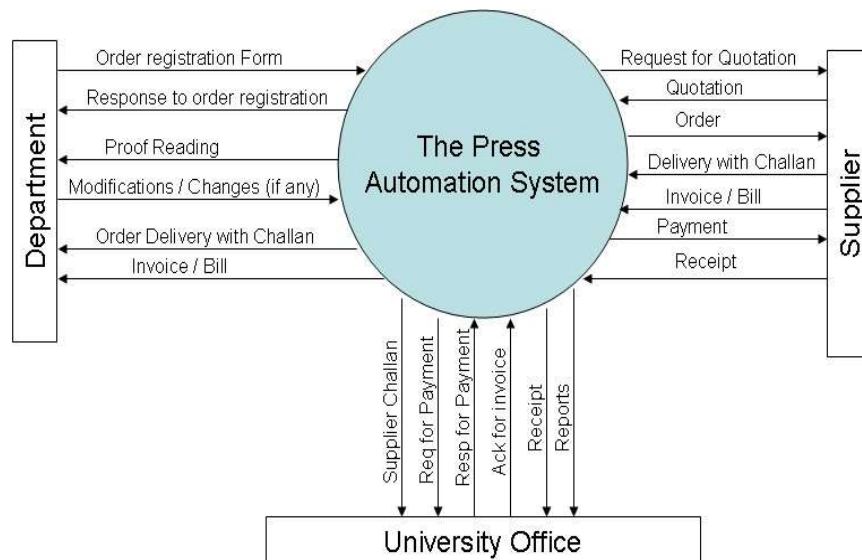 Order registration Form
Response to order registration
Proof Reading
Modifications / Changes (if any)
Order Delivery with Challan
Invoice / Bill
Department
The Press
Automation System
Request for Quotation
Quotation
Order
Delivery with Challan
Invoice / Bill
Payment
Receipt
Supplier
Supplier Challan
Req for Payment
Resp for Payment
Ack for invoice
Receipt
Reports
University Office